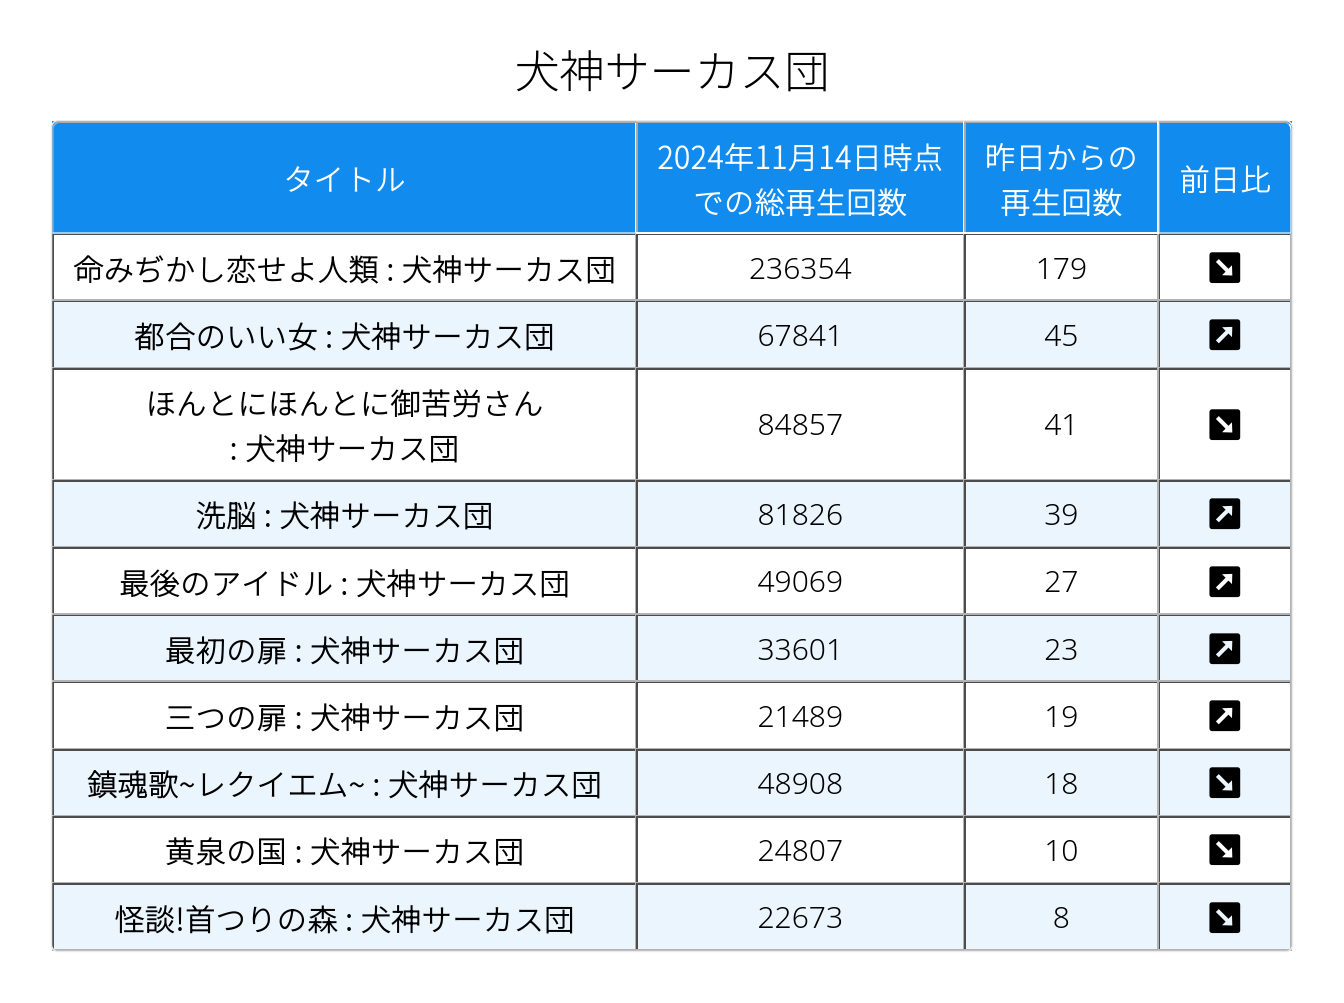 犬神サーカス団
タイトル
2024年11月14日時点
での総再生回数
昨日からの
再生回数
前日比
命みぢかし恋せよ人類 : 犬神サーカス団 236354 179 ↘
都合のいい女 : 犬神サーカス団 67841 45 ↗
ほんとにほんとに御苦労さん
: 犬神サーカス団 84857 41 ↘
洗脳 : 犬神サーカス団 81826 39 ↗
最後のアイドル : 犬神サーカス団 49069 27 ↗
最初の扉 : 犬神サーカス団 33601 23 ↗
三つの扉 : 犬神サーカス団 21489 19 ↗
鎮魂歌~レクイエム~ : 犬神サーカス団 48908 18 ↘
黄泉の国 : 犬神サーカス団 24807 10 ↘
怪談!首つりの森 : 犬神サーカス団 22673 8 ↘